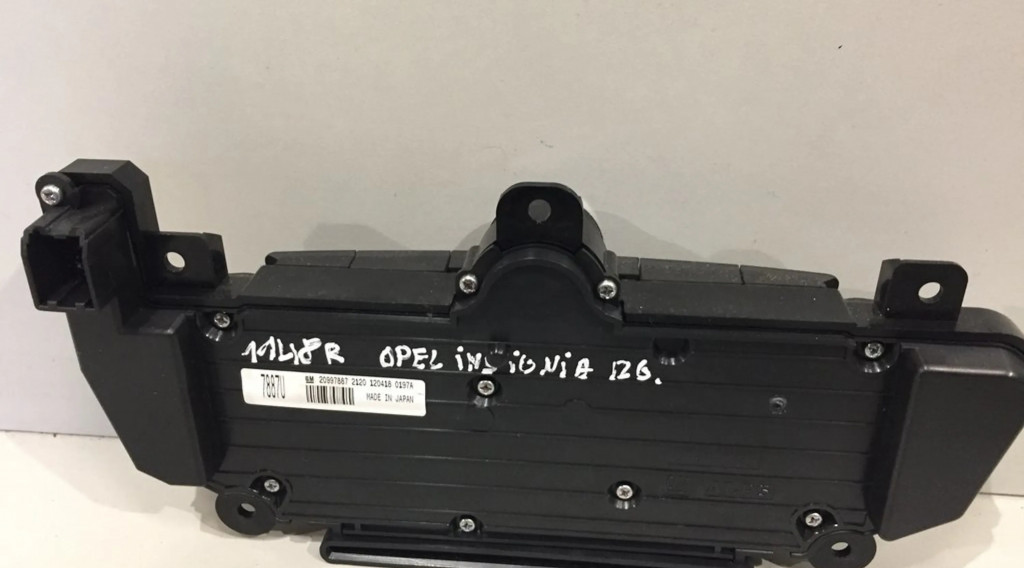 11418R OPEL iNSiGNiA 12G.
7887U GM 20997887 2120 120418 0197A
MADE IN JAPAN